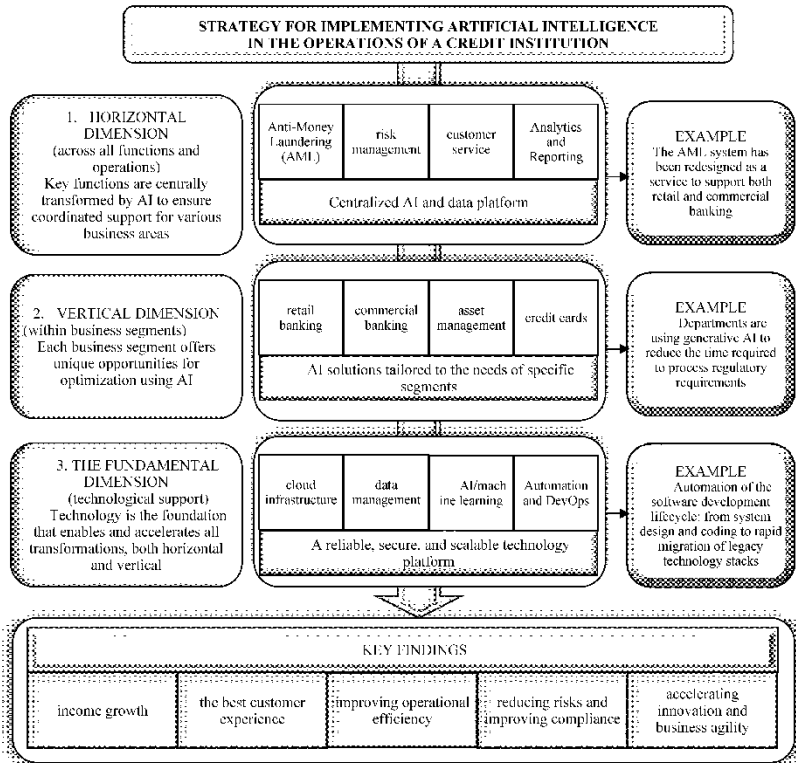 STRATEGY FOR IMPLEMENTING ARTIFICIAL INTELLIGENCE
IN THE OPERATIONS OF A CREDIT INSTITUTION
1. HORIZONTAL
DIMENSION
(across all functions and
operations)
Key functions are centrally
transformed by AI to ensure
coordinated support for various
business areas
Anti-Money
Laundering
(AML)
risk
management
customer
service
Analytics
and
Reporting
Centralized AI and data platform
EXAMPLE
The AML system has
been redesigned as a
service to support both
retail and commercial
banking
2. VERTICAL DIMENSION
(within business segments)
Each business segment offers
unique opportunities for
optimization using AI
retail
banking
commercial
banking
asset
management
credit cards
AI solutions tailored to the needs of specific
segments
EXAMPLE
Departments are
using generative AI to
reduce the time required
to process regulatory
requirements
3. THE FUNDAMENTAL
DIMENSION
(technological support)
Technology is the foundation
that enables and accelerates all
transformations, both horizontal
and vertical
cloud
infrastructure
data
management
AI/mach
ine learning
Automation
and DevOps
A reliable, secure, and scalable technology
platform
EXAMPLE
Automation of the
software development
lifecycle: from system
design and coding to rapid
migration of legacy
technology stacks
KEY FINDINGS
income growth
the best customer
experience
improving operational
efficiency
reducing risks and
improving compliance
accelerating
innovation and
business agility